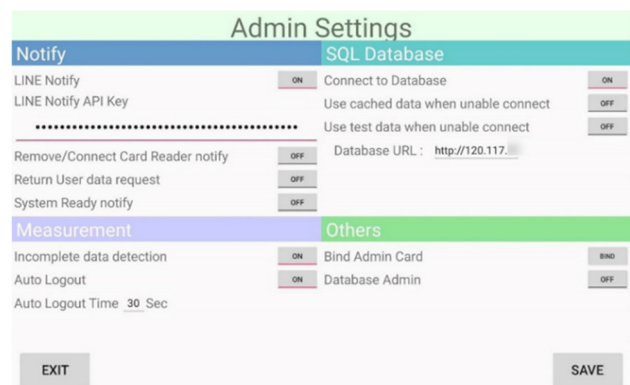 Admin Settings
Notify
LINE Notify ON
LINE Notify API Key
•••••••••••••••••••••••••••••••••••••••••••
Remove/Connect Card Reader notify OFF
Return User data request OFF
System Ready notify OFF
SQL Database
Connect to Database ON
Use cached data when unable connect OFF
Use test data when unable connect OFF
Database URL : http://120.117.
Measurement
Incomplete data detection ON
Auto Logout ON
Auto Logout Time 30 Sec
Others
Bind Admin Card BIND
Database Admin OFF
EXIT
SAVE